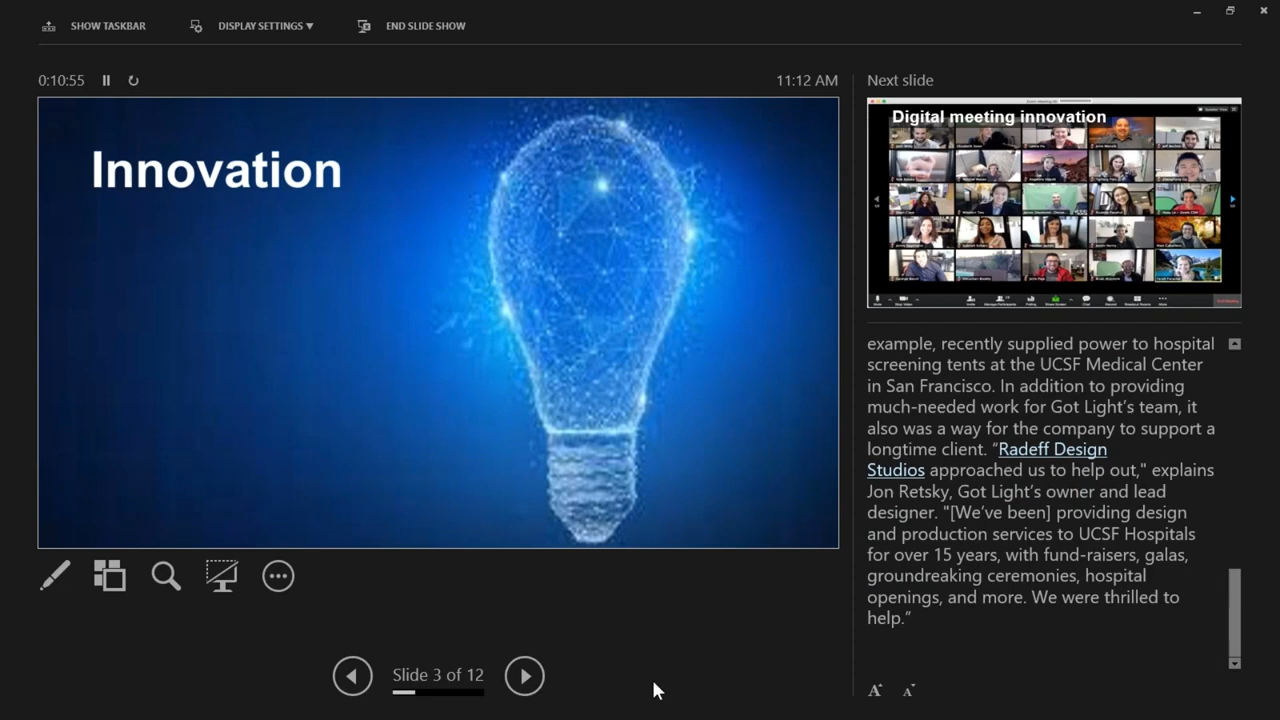 SHOW TASKBAR
DISPLAY SETTINGS ▼
END SLIDE SHOW
0:10:55
11:12 AM
Innovation
Slide 3 of 12
Next slide
Digital meeting innovation
example, recently supplied power to hospital
screening tents at the UCSF Medical Center
in San Francisco. In addition to providing
much-needed work for Got Light’s team, it
also was a way for the company to support a
longtime client. “Radeff Design
Studios approached us to help out," explains
Jon Retsky, Got Light’s owner and lead
designer. "[We’ve been] providing design
and production services to UCSF Hospitals
for over 15 years, with fund-raisers, galas,
groundreaking ceremonies, hospital
openings, and more. We were thrilled to
help.”
A A